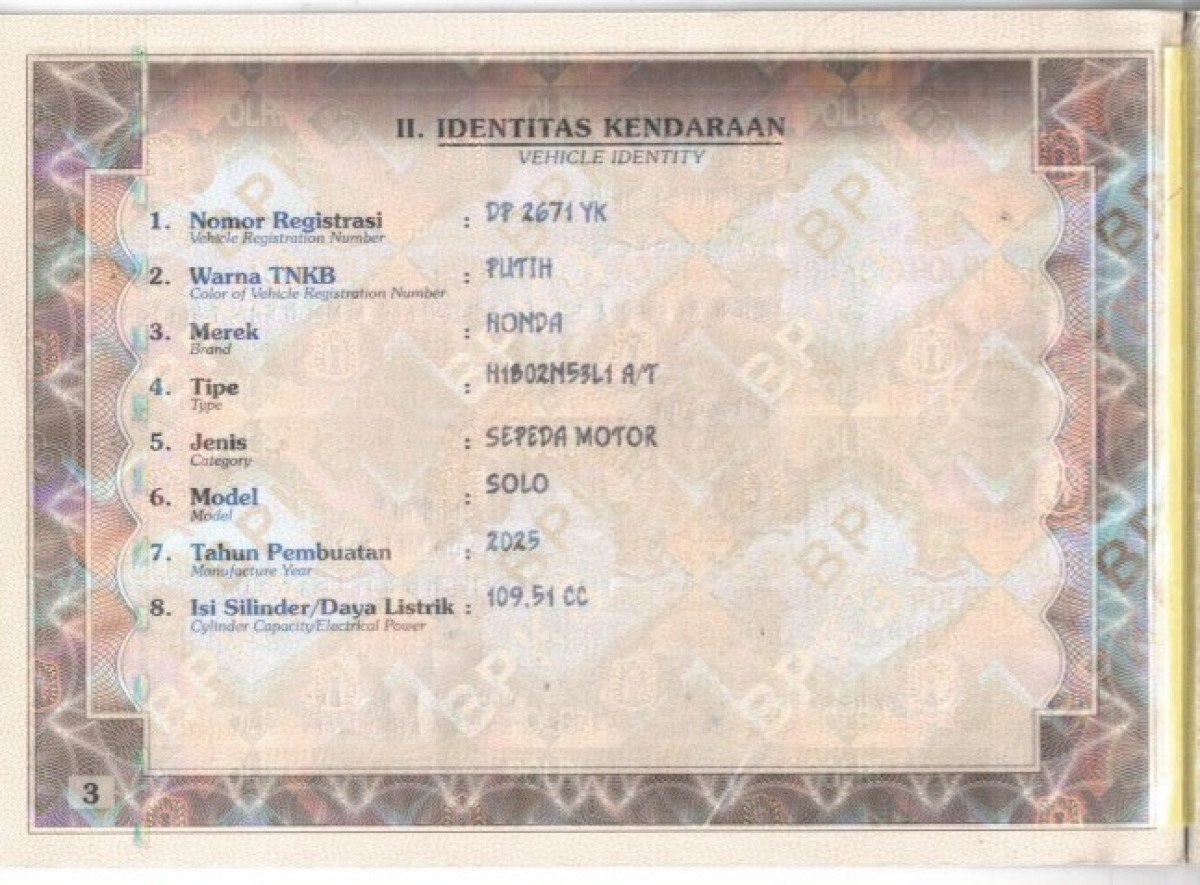 II. IDENTITAS KENDARAAN
VEHICLE IDENTITY
1. Nomor Registrasi : DP 2671 YK
Vehicle Registration Number
2. Warna TNKB : PUTIH
Color of Vehicle Registration Number
3. Merek : HONDA
Brand
4. Tipe : H1B02N53L1 A/T
Type
5. Jenis : SEPEDA MOTOR
Category
6. Model : SOLO
Model
7. Tahun Pembuatan : 2025
Manufacture Year
8. Isi Silinder/Daya Listrik : 109,51 CC
Cylinder Capacity/Electrical Power
3